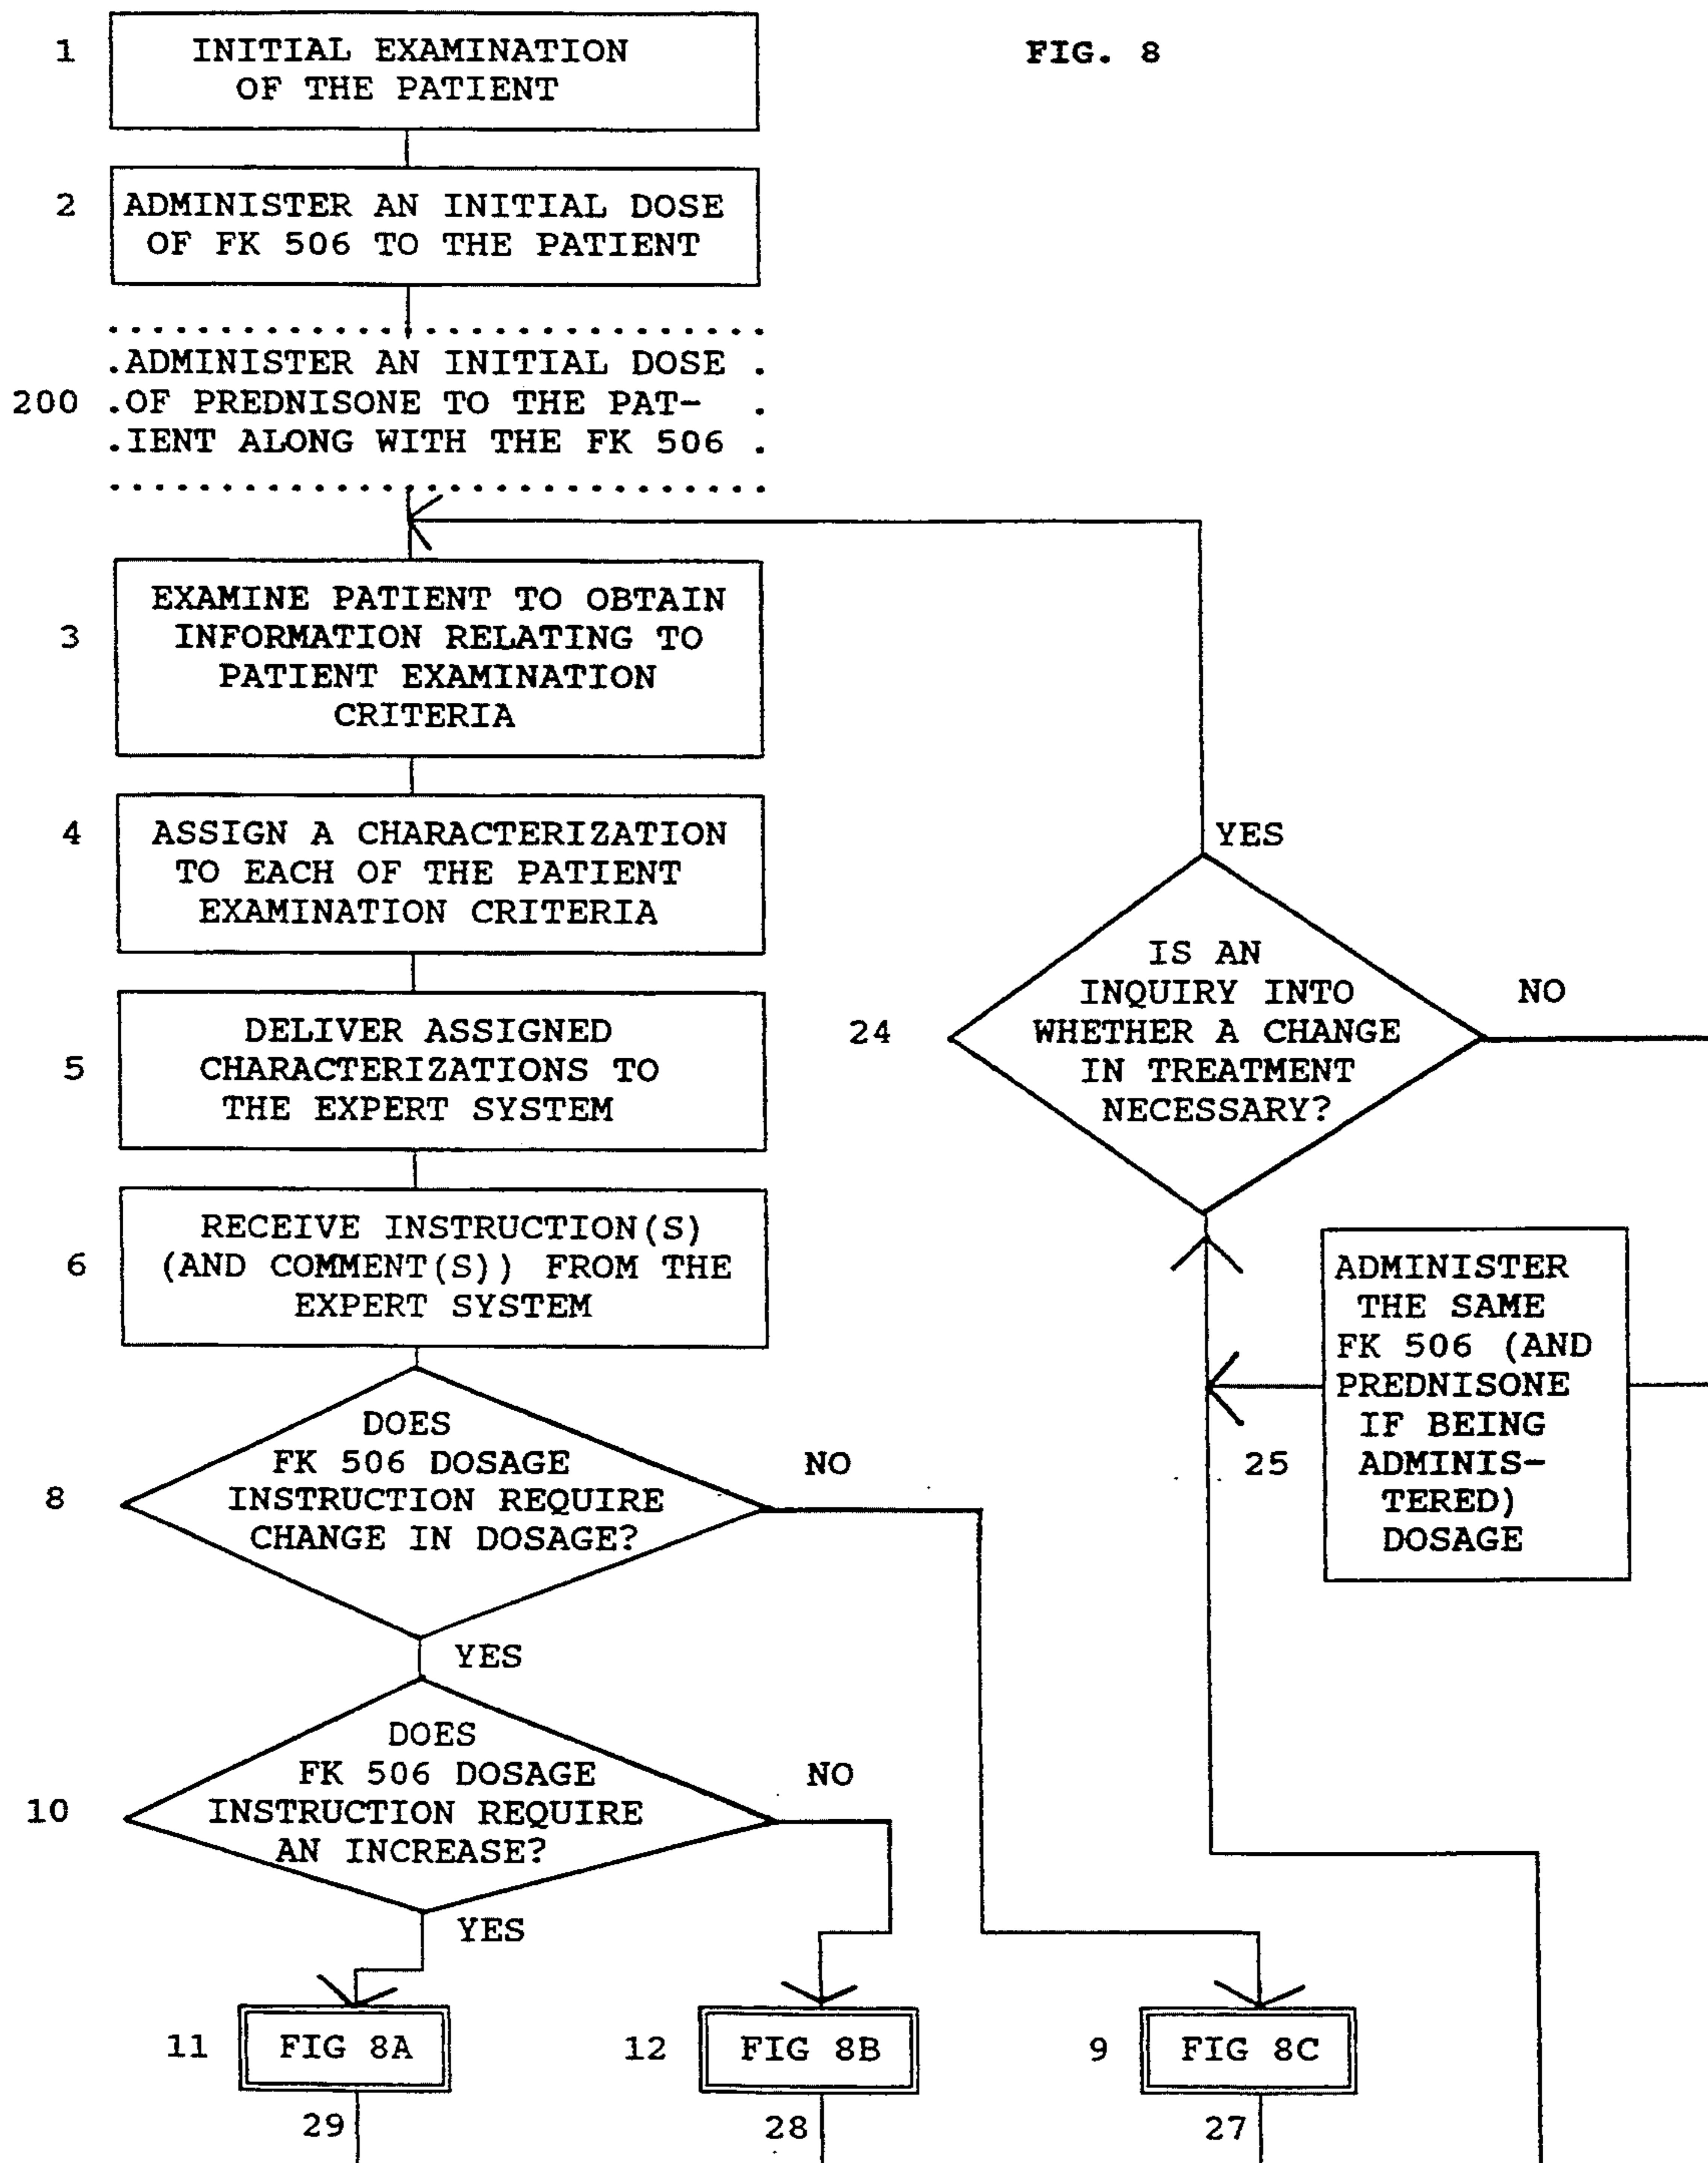 FIG. 8
1
INITIAL EXAMINATION
OF THE PATIENT
2
ADMINISTER AN INITIAL DOSE
OF FK 506 TO THE PATIENT
200
ADMINISTER AN INITIAL DOSE
OF PREDNISONE TO THE PAT-
IENT ALONG WITH THE FK 506
3
EXAMINE PATIENT TO OBTAIN
INFORMATION RELATING TO
PATIENT EXAMINATION
CRITERIA
4
ASSIGN A CHARACTERIZATION
TO EACH OF THE PATIENT
EXAMINATION CRITERIA
5
DELIVER ASSIGNED
CHARACTERIZATIONS TO
THE EXPERT SYSTEM
6
RECEIVE INSTRUCTION(S)
(AND COMMENT(S)) FROM THE
EXPERT SYSTEM
8
DOES
FK 506 DOSAGE
INSTRUCTION REQUIRE
CHANGE IN DOSAGE?
NO
YES
10
DOES
FK 506 DOSAGE
INSTRUCTION REQUIRE
AN INCREASE?
NO
YES
YES
24
IS AN
INQUIRY INTO
WHETHER A CHANGE
IN TREATMENT
NECESSARY?
NO
25
ADMINISTER
THE SAME
FK 506 (AND
PREDNISONE
IF BEING
ADMINIS-
TERED)
DOSAGE
11
FIG 8A
12
FIG 8B
9
FIG 8C
29
28
27